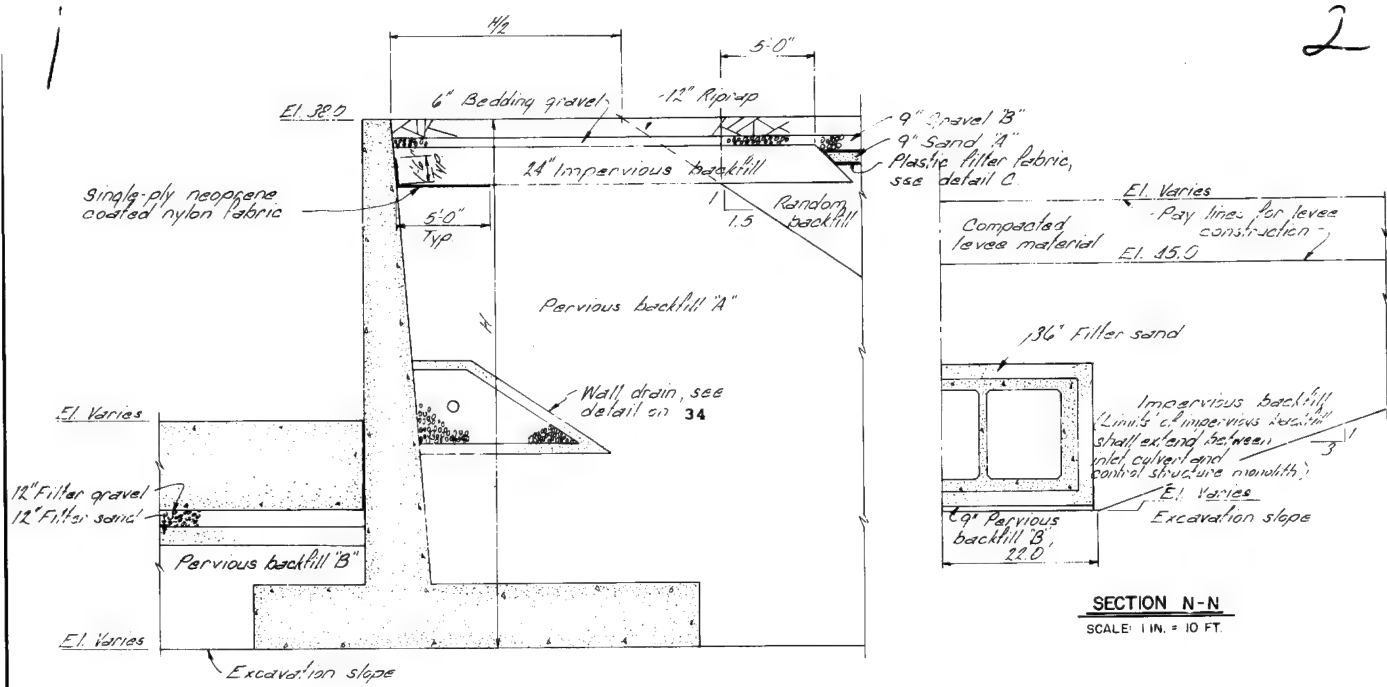 1
2
H/2
5'-0"
El. 38.0
6" Bedding gravel
12" Riprap
9" Gravel "B"
9" Sand "A"
Plastic filter fabric,
see detail C
1'-6"
Typ
24" Impervious backfill
Single-ply neoprene
coated nylon fabric
5'-0"
Typ.
1
1.5
Random
backfill
El. Varies
Pay lines for levee
construction
Compacted
levee material
El. 45.0
Pervious backfill "A"
H
36" Filter sand
Wall drain, see
detail on 34
El. Varies
Impervious backfill
(Limits of impervious backfill
shall extend between
inlet culvert and
control structure monolith)
1
3
12" Filter gravel
12" Filter sand
El. Varies
Excavation slope
9" Pervious
backfill "B"
22.0'
Pervious backfill "B"
SECTION N-N
SCALE: 1 IN. = 10 FT.
El. Varies
Excavation slope